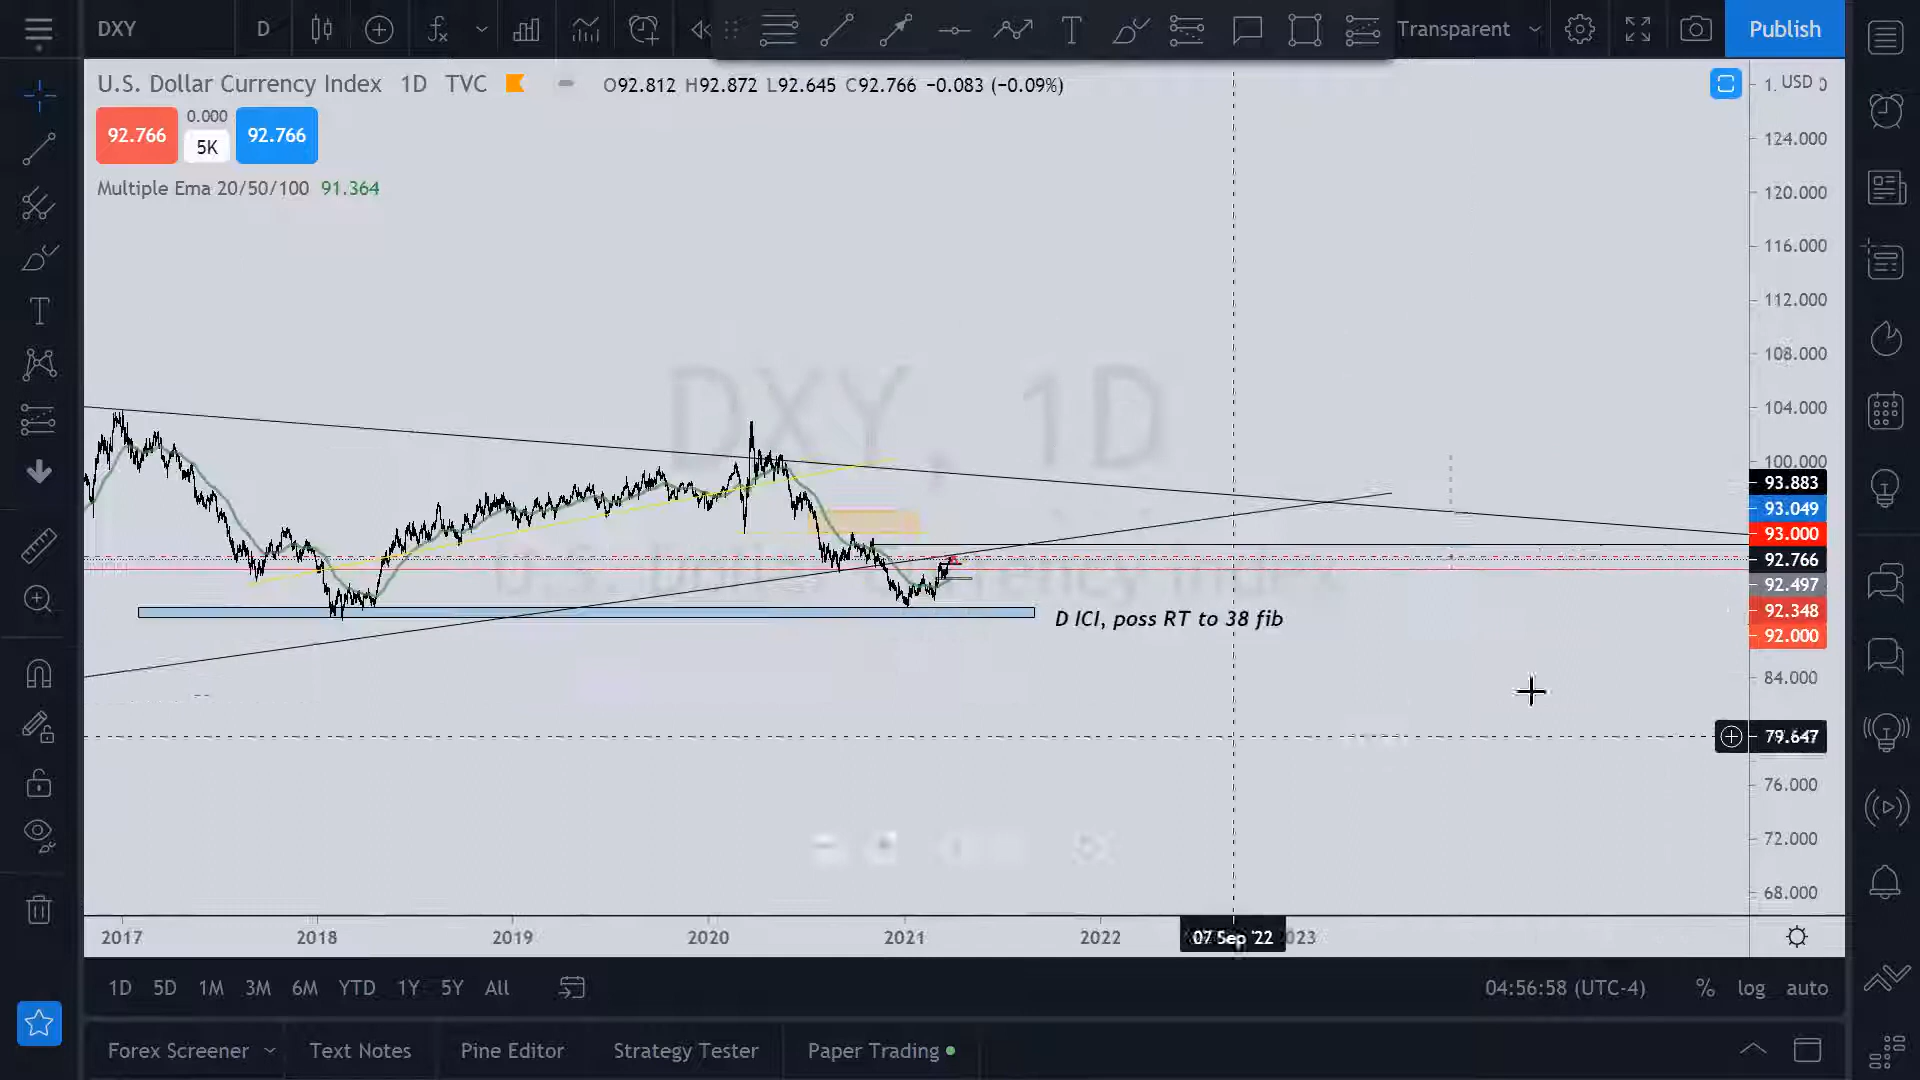 DXY
D
Transparent
Publish
U.S. Dollar Currency Index 1D TVC
O92.812 H92.872 L92.645 C92.766 −0.083 (−0.09%)
92.766
0.000
5K
92.766
Multiple Ema 20/50/100 91.364
DXY, 1D
U.S. Dollar Currency Index
D ICI, poss RT to 38 fib
USD
124.000
120.000
116.000
112.000
108.000
104.000
100.000
93.883
93.049
93.000
92.766
92.497
92.348
92.000
84.000
79.647
76.000
72.000
68.000
2017 2018 2019 2020 2021 2022 07 Sep '22 2023
1D 5D 1M 3M 6M YTD 1Y 5Y All
04:56:58 (UTC-4) % log auto
Forex Screener Text Notes Pine Editor Strategy Tester Paper Trading